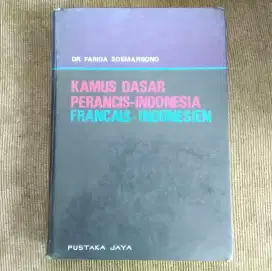 DR FARIDA SOEMARGONO
KAMUS DASAR
PERANCIS-INDONESIA
FRANCAIS-INDONESIEN
PUSTAKA JAYA